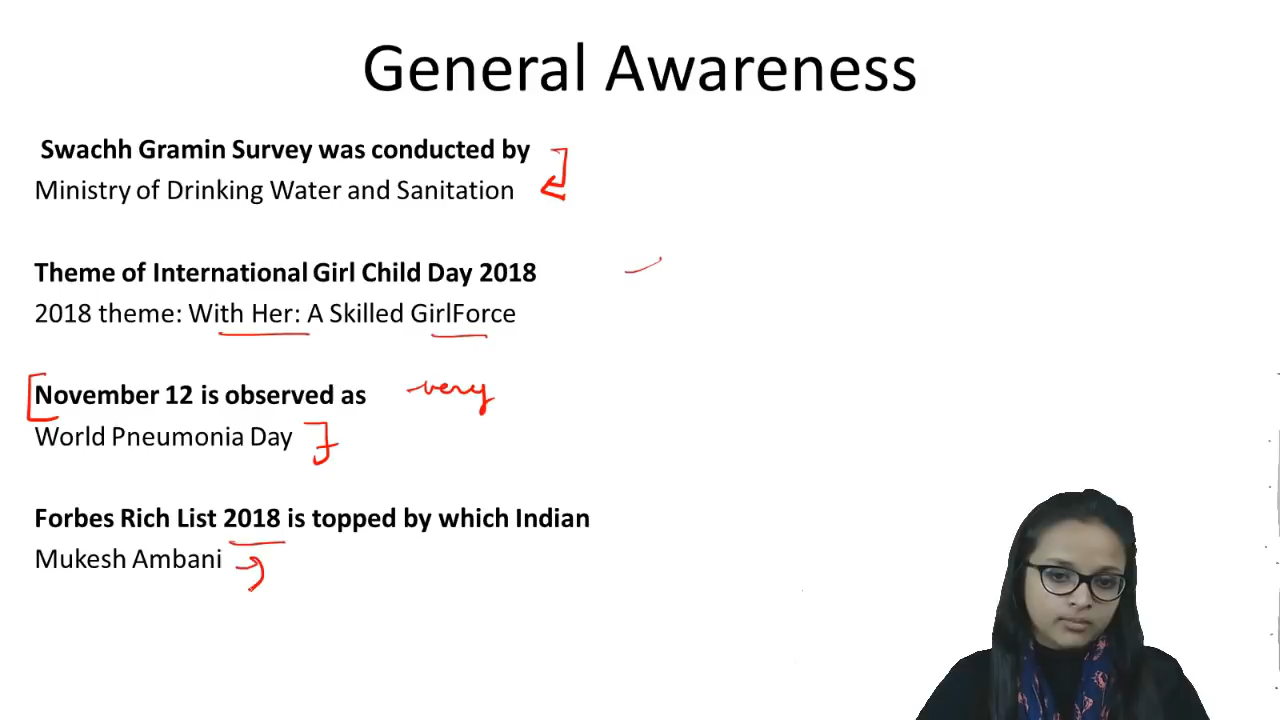 General Awareness
Swachh Gramin Survey was conducted by
Ministry of Drinking Water and Sanitation
Theme of International Girl Child Day 2018
2018 theme: With Her: A Skilled GirlForce
November 12 is observed as very
World Pneumonia Day
Forbes Rich List 2018 is topped by which Indian
Mukesh Ambani